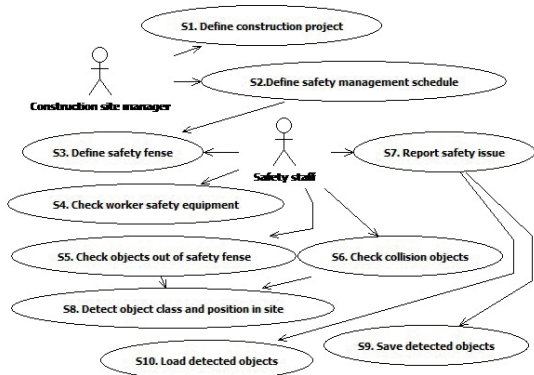 S1. Define construction project
S2.Define safety management schedule
Construction site manager
S3. Define safety fense
S7. Report safety issue
Safety staff
S4. Check worker safety equipment
S5. Check objects out of safety fense
S6. Check collision objects
S8. Detect object class and position in site
S9. Save detected objects
S10. Load detected objects